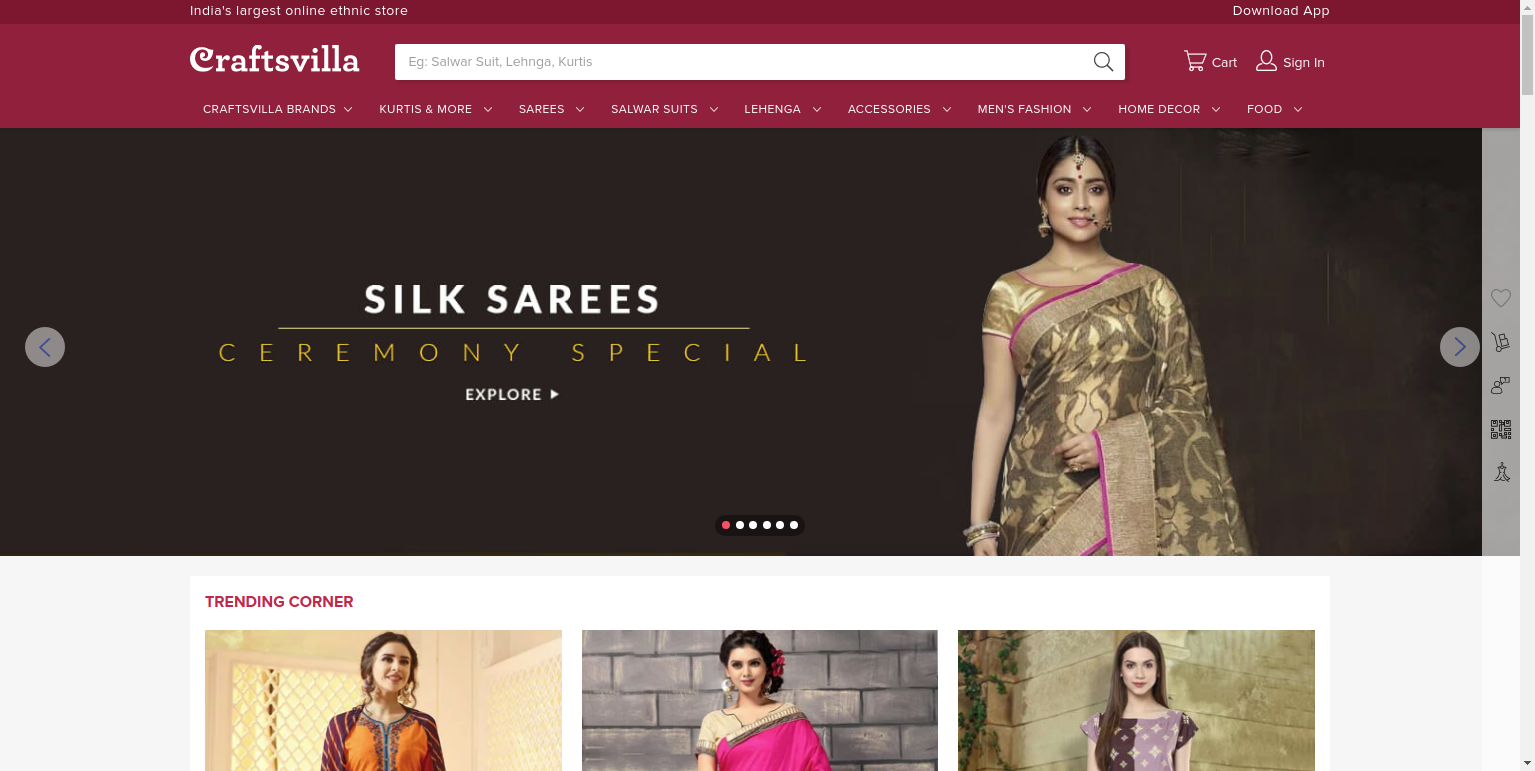 India's largest online ethnic store
Download App
Craftsvilla
Eg: Salwar Suit, Lehnga, Kurtis
Cart
Sign In
CRAFTSVILLA BRANDS
KURTIS & MORE
SAREES
SALWAR SUITS
LEHENGA
ACCESSORIES
MEN'S FASHION
HOME DECOR
FOOD
SILK SAREES
CEREMONY SPECIAL
EXPLORE
TRENDING CORNER